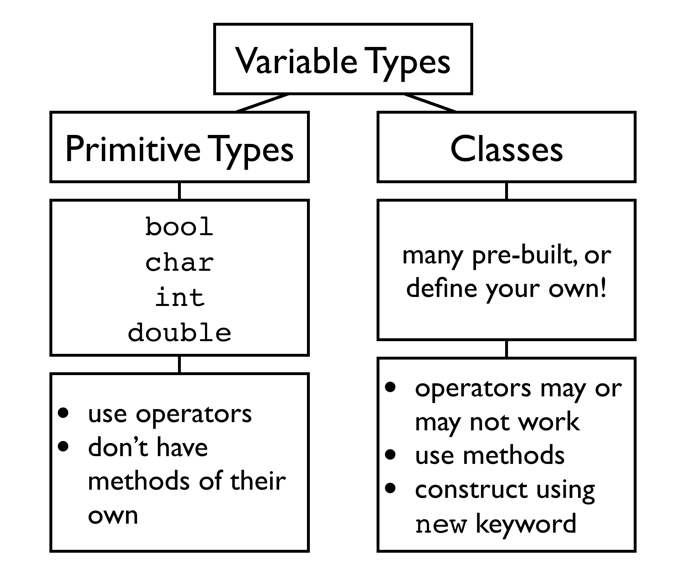 Variable Types
Primitive Types
bool
char
int
double
• use operators
• don’t have
methods of their
own
Classes
many pre-built, or
define your own!
• operators may or
may not work
• use methods
• construct using
new keyword